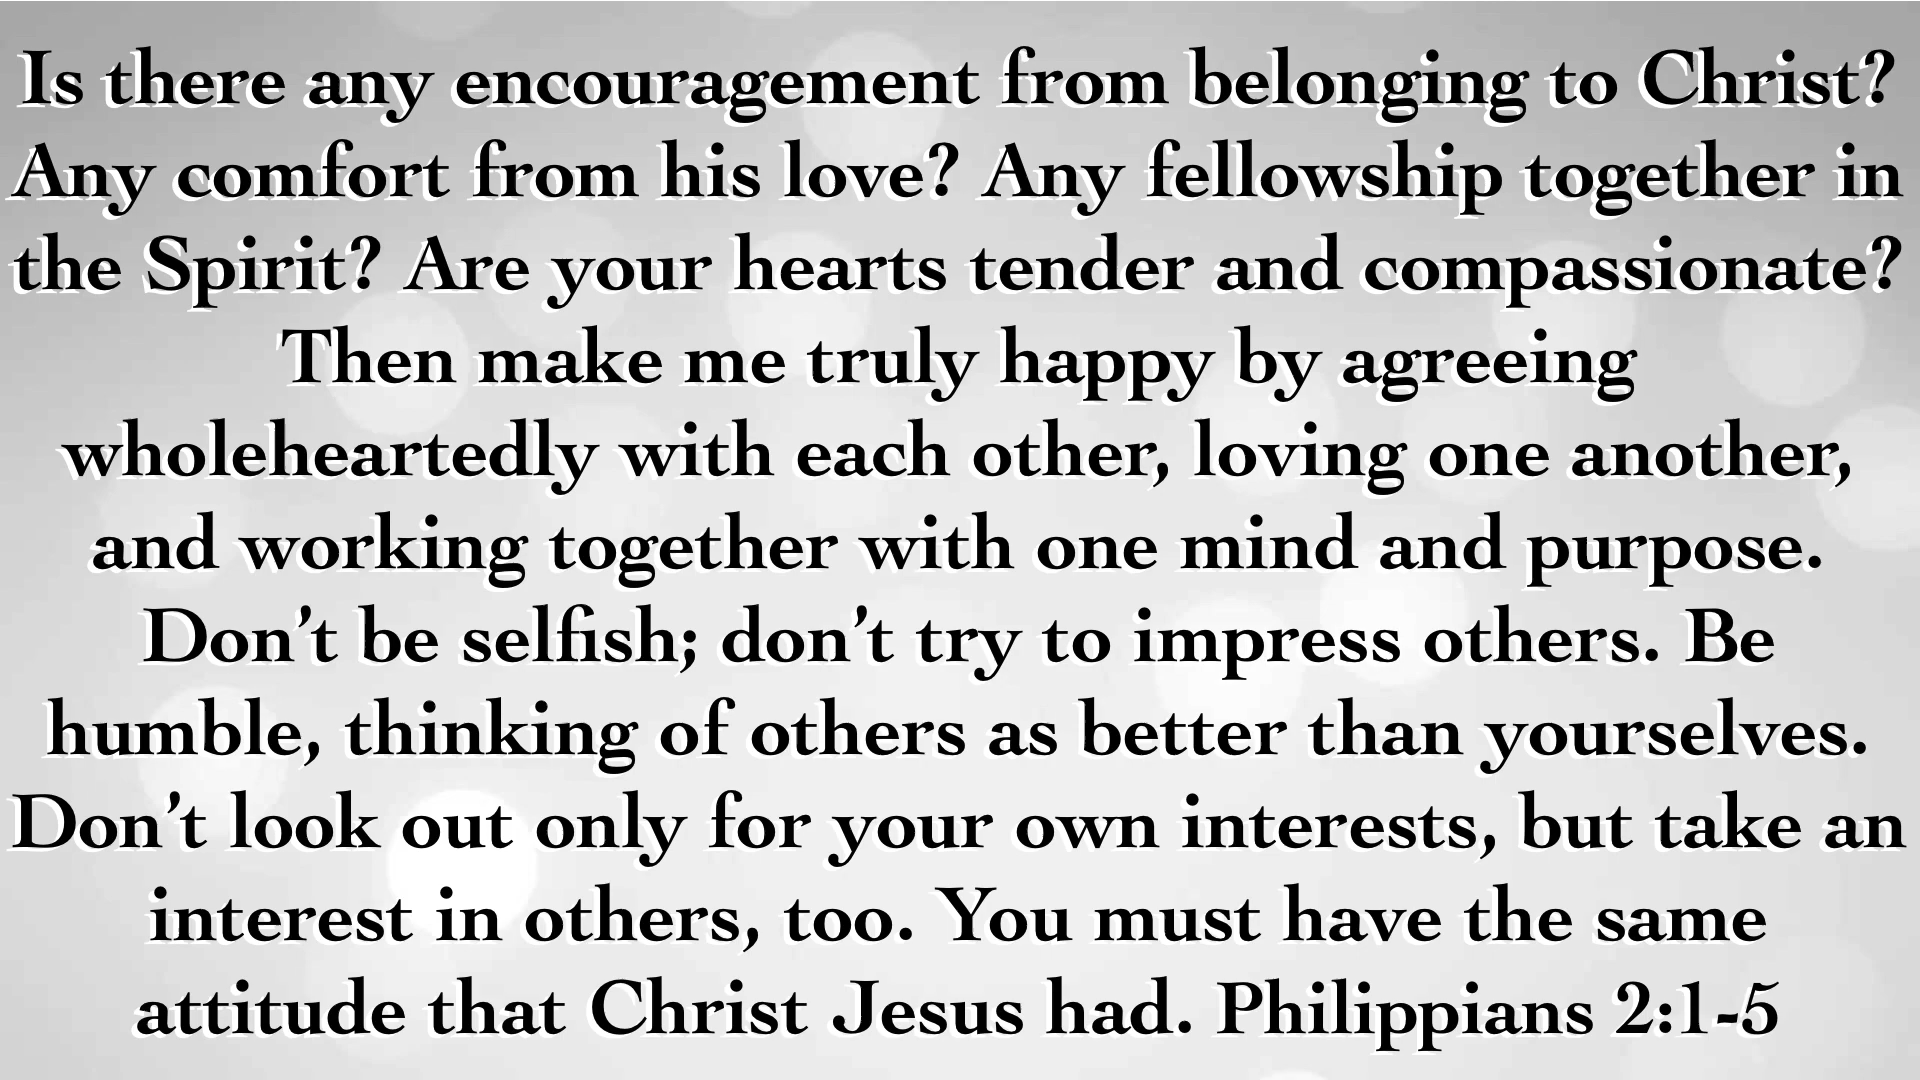 Is there any encouragement from belonging to Christ?
Any comfort from his love? Any fellowship together in
the Spirit? Are your hearts tender and compassionate?
Then make me truly happy by agreeing
wholeheartedly with each other, loving one another,
and working together with one mind and purpose.
Don’t be selfish; don’t try to impress others. Be
humble, thinking of others as better than yourselves.
Don’t look out only for your own interests, but take an
interest in others, too. You must have the same
attitude that Christ Jesus had. Philippians 2:1-5